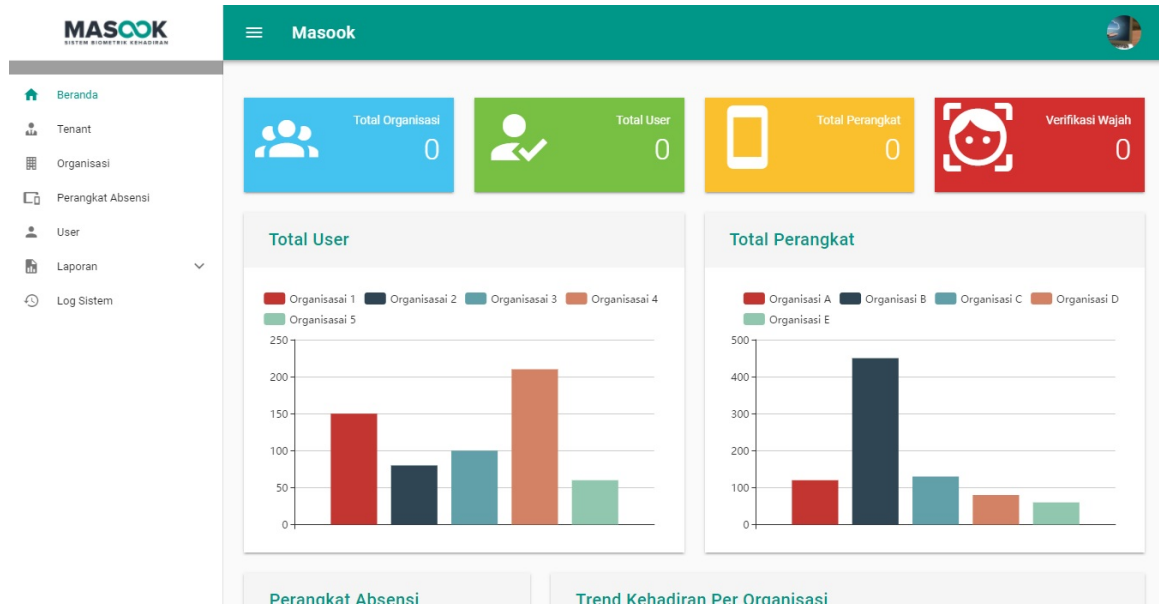 MASOOK
SISTEM BIOMETRIK KEHADIRAN
Masook
Beranda
Tenant
Organisasi
Perangkat Absensi
User
Laporan
Log Sistem
Total Organisasi
0
Total User
0
Total Perangkat
0
Verifikasi Wajah
0
Total User
Organisasai 1 Organisasai 2 Organisasai 3 Organisasai 4
Organisasai 5
250
200
150
100
50
0
Total Perangkat
Organisasi A Organisasi B Organisasi C Organisasi D
Organisasi E
500
400
300
200
100
0
Perangkat Absensi
Trend Kehadiran Per Organisasi